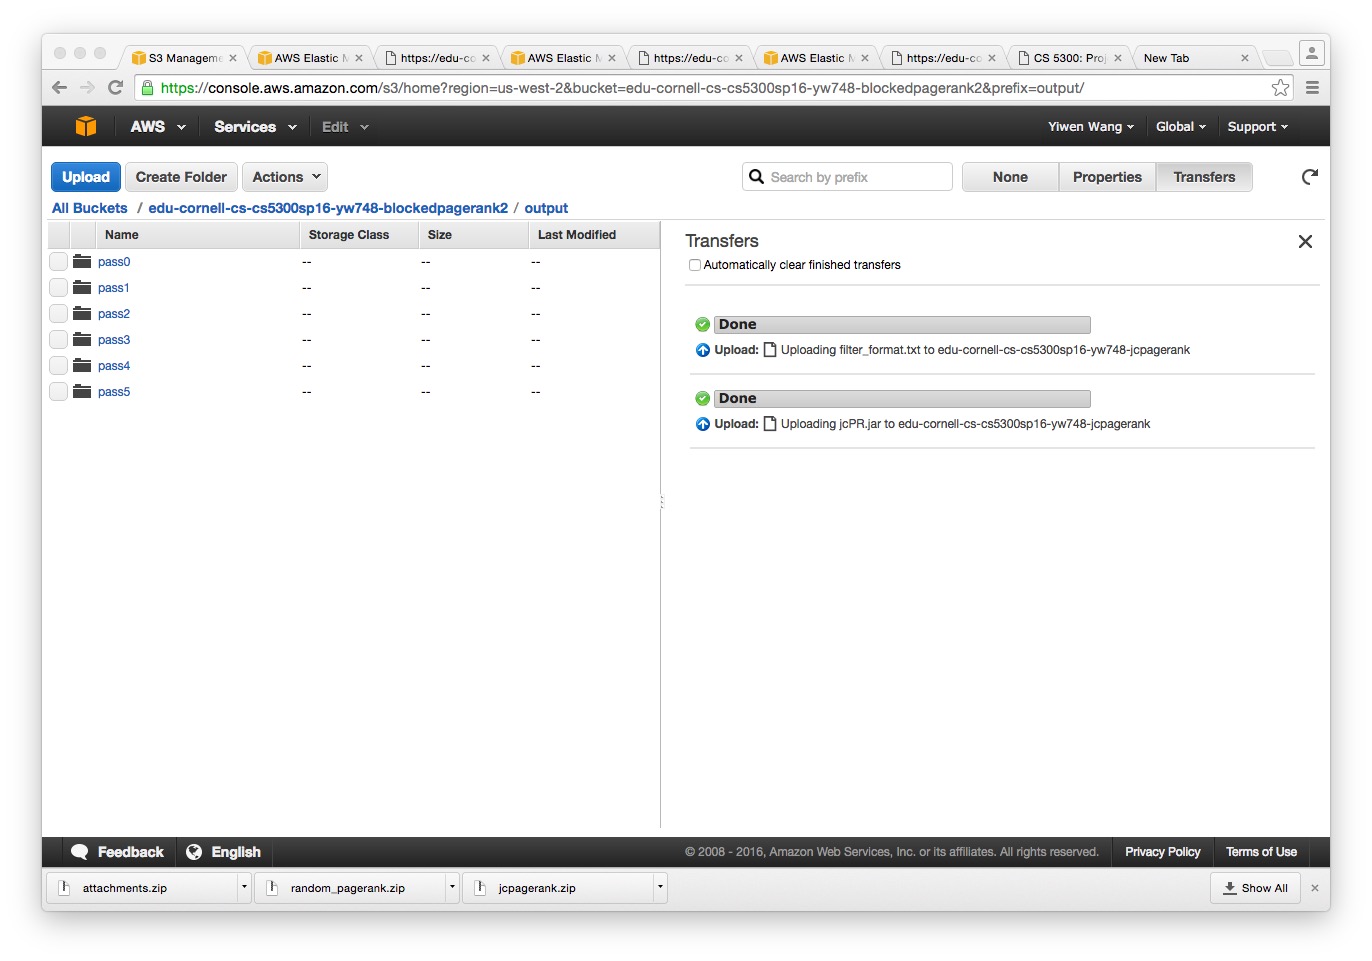 S3 Manageme
AWS Elastic M
https://edu-co
AWS Elastic M
https://edu-co
AWS Elastic M
https://edu-co
CS 5300: Proj
New Tab
https://console.aws.amazon.com/s3/home?region=us-west-2&bucket=edu-cornell-cs-cs5300sp16-yw748-blockedpagerank2&prefix=output/
AWS Services Edit Yiwen Wang Global Support
Upload Create Folder Actions Search by prefix None Properties Transfers
All Buckets / edu-cornell-cs-cs5300sp16-yw748-blockedpagerank2 / output
Name Storage Class Size Last Modified
pass0 -- -- --
pass1 -- -- --
pass2 -- -- --
pass3 -- -- --
pass4 -- -- --
pass5 -- -- --
Transfers
Automatically clear finished transfers
Done
Upload: Uploading filter_format.txt to edu-cornell-cs-cs5300sp16-yw748-jcpagerank
Done
Upload: Uploading jcPR.jar to edu-cornell-cs-cs5300sp16-yw748-jcpagerank
Feedback English © 2008 - 2016, Amazon Web Services, Inc. or its affiliates. All rights reserved. Privacy Policy Terms of Use
attachments.zip random_pagerank.zip jcpagerank.zip Show All